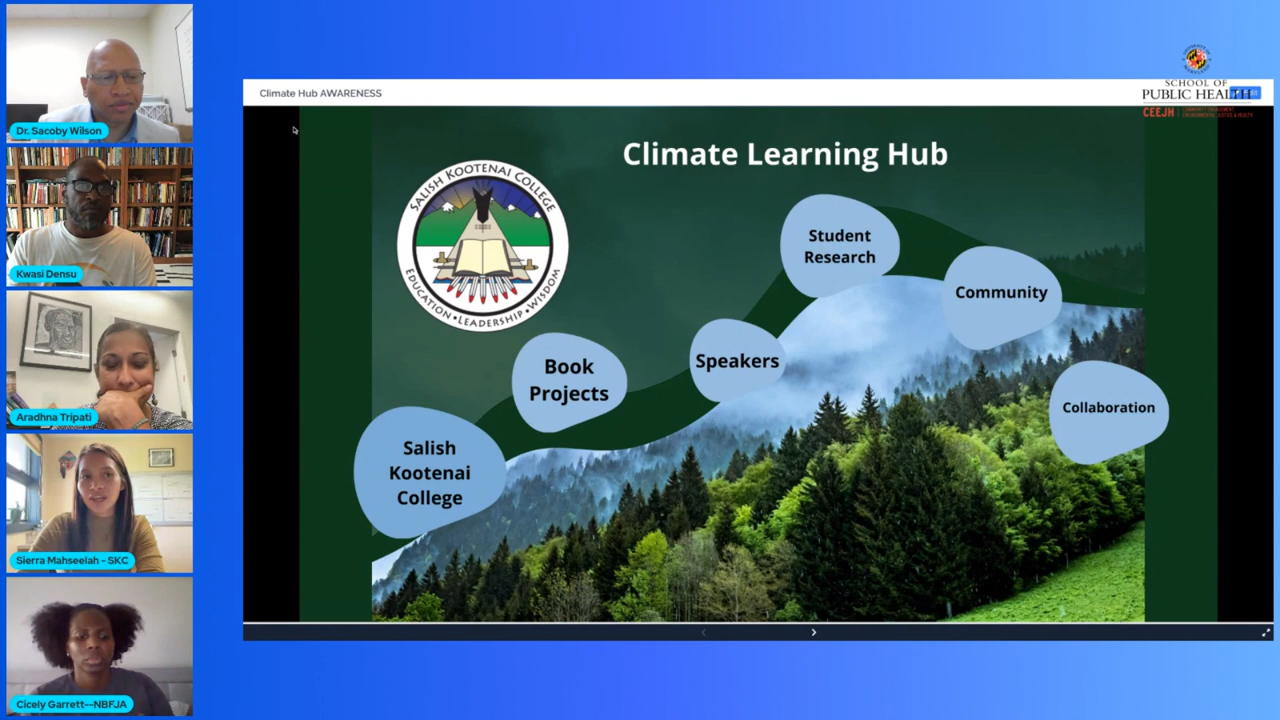 Dr. Sacoby Wilson
Kwasi Densu
Aradhna Tripati
Sierra Mahseelah - SKC
Cicely Garrett--NBFJA
SCHOOL OF
PUBLIC HEALTH
CEEJH
Climate Hub AWARENESS
Climate Learning Hub
SALISH KOOTENAI COLLEGE
EDUCATION • LEADERSHIP • WISDOM
Student
Research
Community
Book
Projects
Speakers
Collaboration
Salish
Kootenai
College